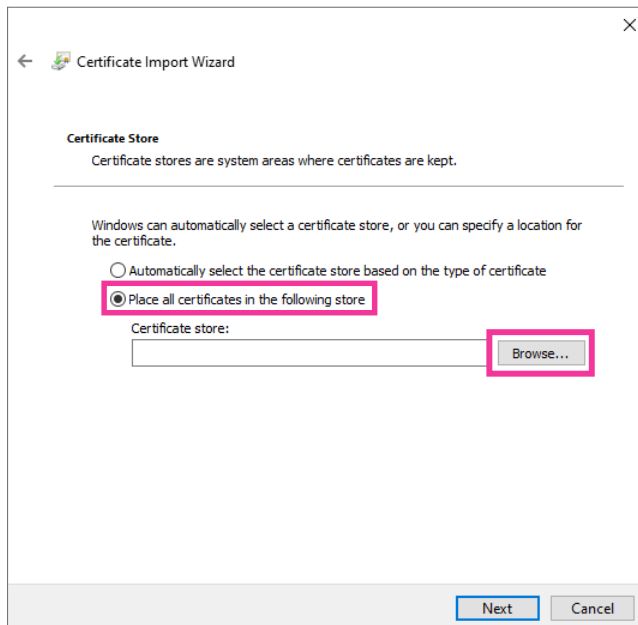 Certificate Import Wizard
Certificate Store
Certificate stores are system areas where certificates are kept.
Windows can automatically select a certificate store, or you can specify a location for
the certificate.
Automatically select the certificate store based on the type of certificate
Place all certificates in the following store
Certificate store:
Browse...
Next
Cancel